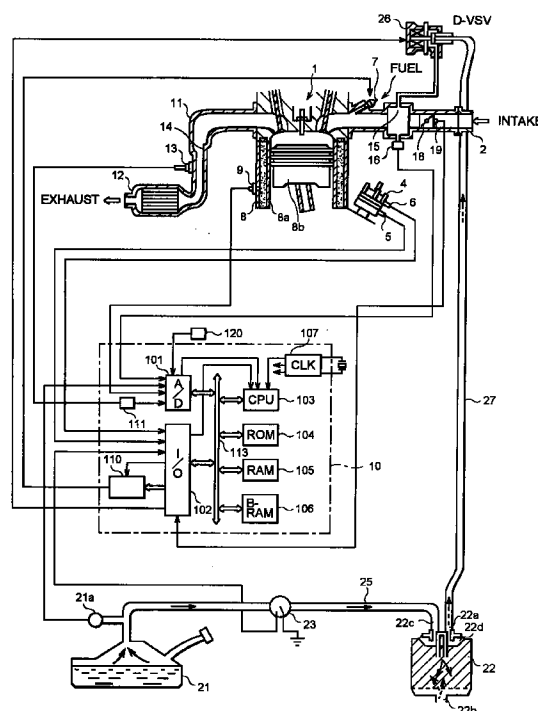 26
D-VSV
1
7
FUEL
11
INTAKE
14
15
16
18
19
2
13
12
9
EXHAUST
4
6
5
8
8a
8b
120
107
101
CLK
A/D
CPU
103
111
27
113
ROM
104
110
I/O
10
RAM
105
102
B-RAM
106
25
21a
23
22c
22a
22d
21
22
22b